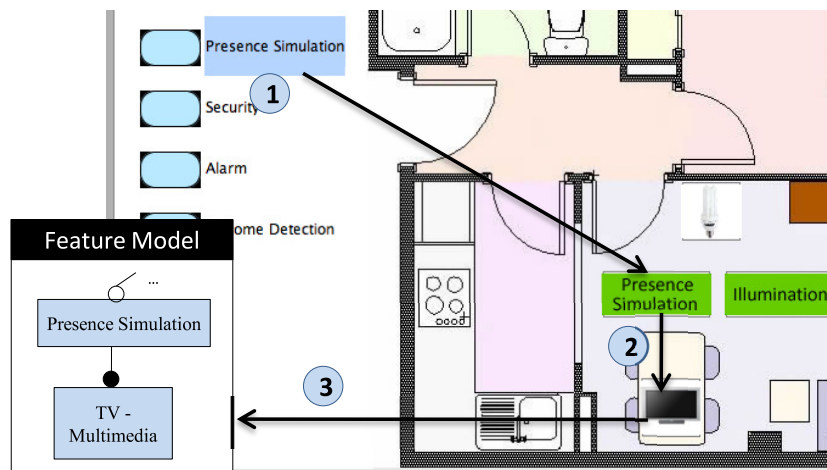 Presence Simulation
1
Security
Alarm
ome Detection
Feature Model
...
Presence Simulation
TV -
Multimedia
Presence
Simulation
Illumination
2
3